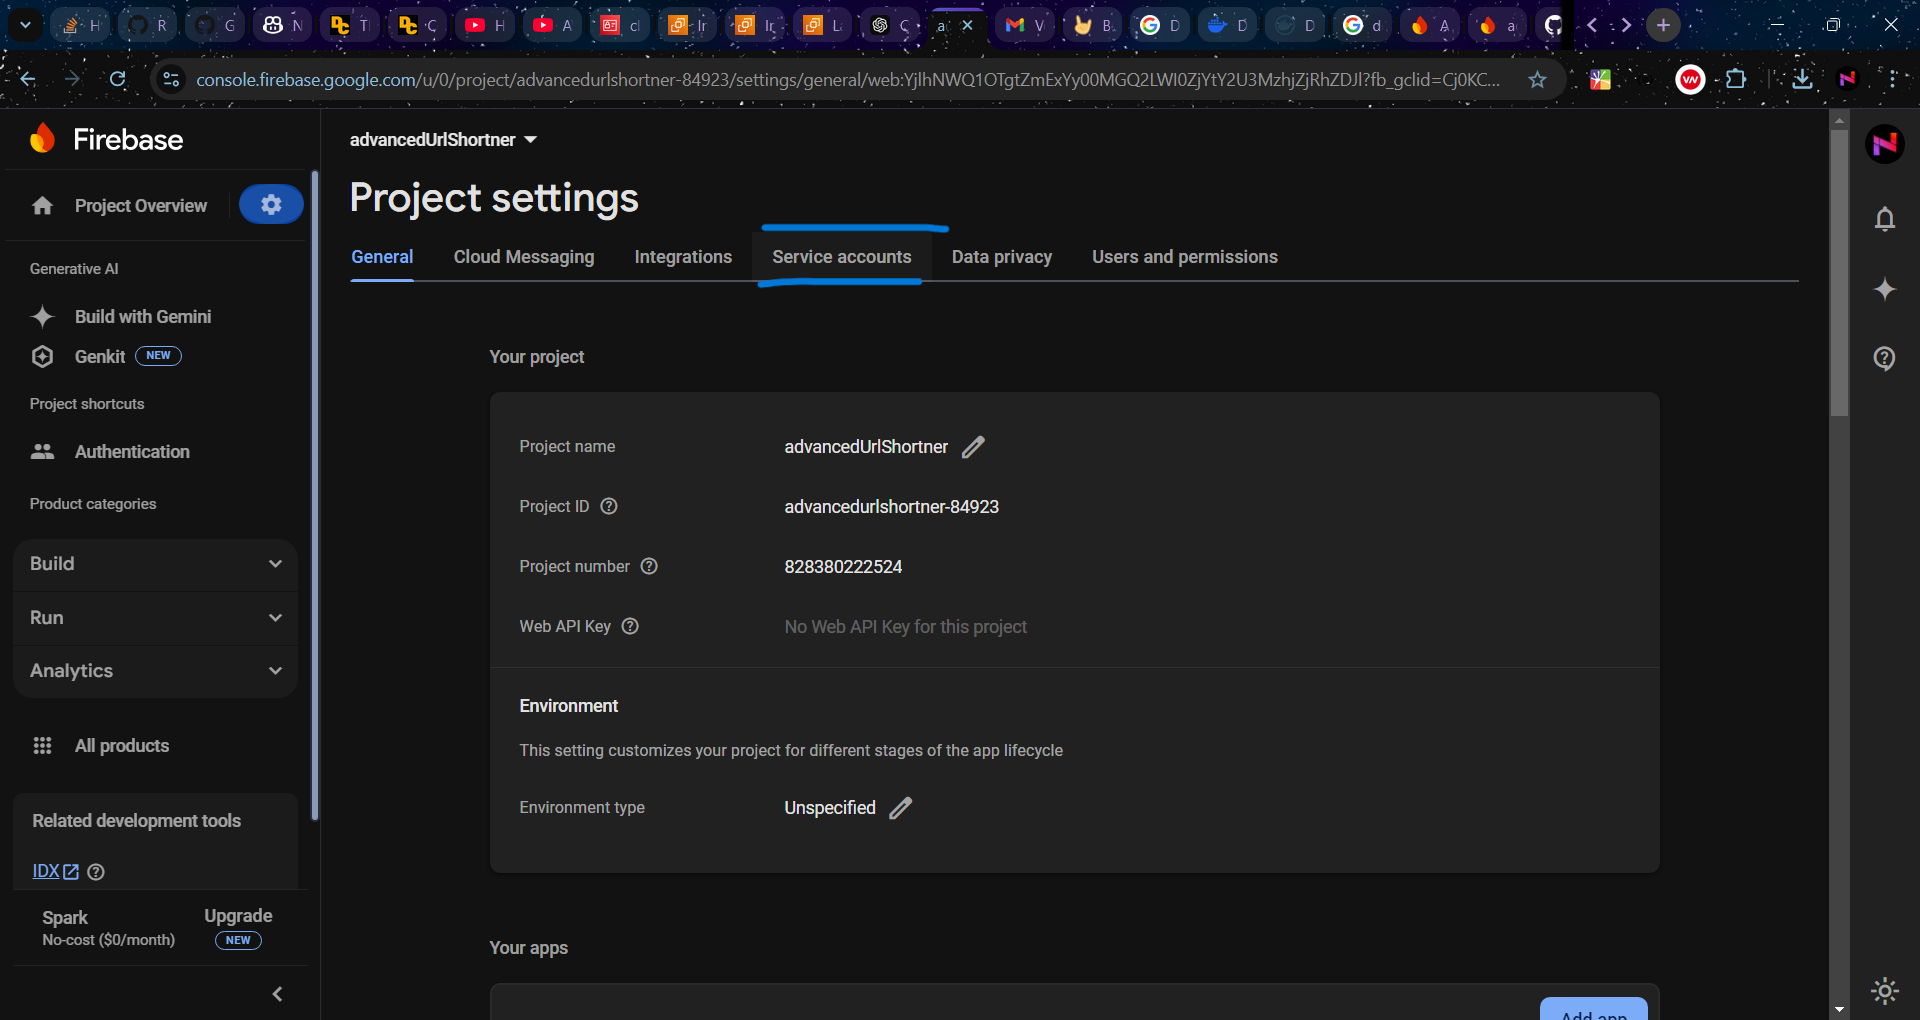 H
R
G
N
T
C
H
A
cl
Ir
Ir
L
C
a
V
B
D
D
D
d
A
a
console.firebase.google.com/u/0/project/advancedurlshortner-84923/settings/general/web:YjlhNWQ1OTgtZmExYy00MGQ2LWI0ZjYtY2U3MzhjZjRhZDJl?fb_gclid=Cj0KC...
VW
Firebase
advancedUrlShortner
Project Overview
Project settings
General Cloud Messaging Integrations Service accounts Data privacy Users and permissions
Generative AI
Build with Gemini
Genkit NEW
Project shortcuts
Authentication
Product categories
Build
Run
Analytics
All products
Related development tools
IDX
Spark
No-cost ($0/month)
Upgrade
NEW
Your project
Project name advancedUrlShortner
Project ID advancedurlshortner-84923
Project number 828380222524
Web API Key No Web API Key for this project
Environment
This setting customizes your project for different stages of the app lifecycle
Environment type Unspecified
Your apps
Add app